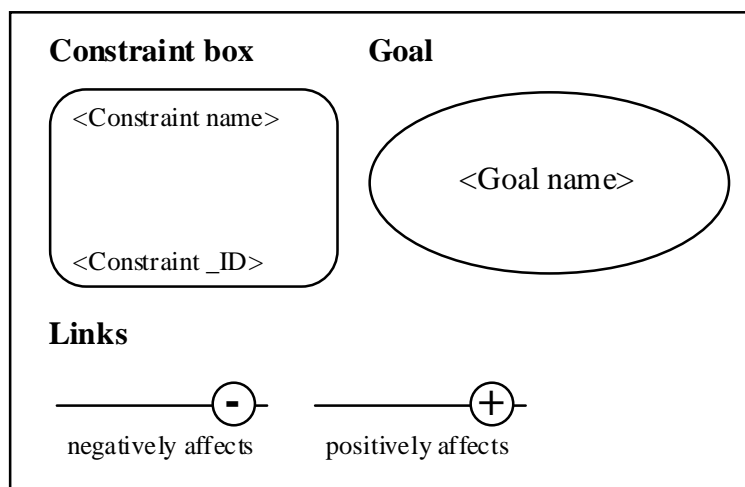 Constraint box
Goal
<Constraint name>
<Goal name>
<Constraint _ID>
Links
-
+
negatively affects
positively affects